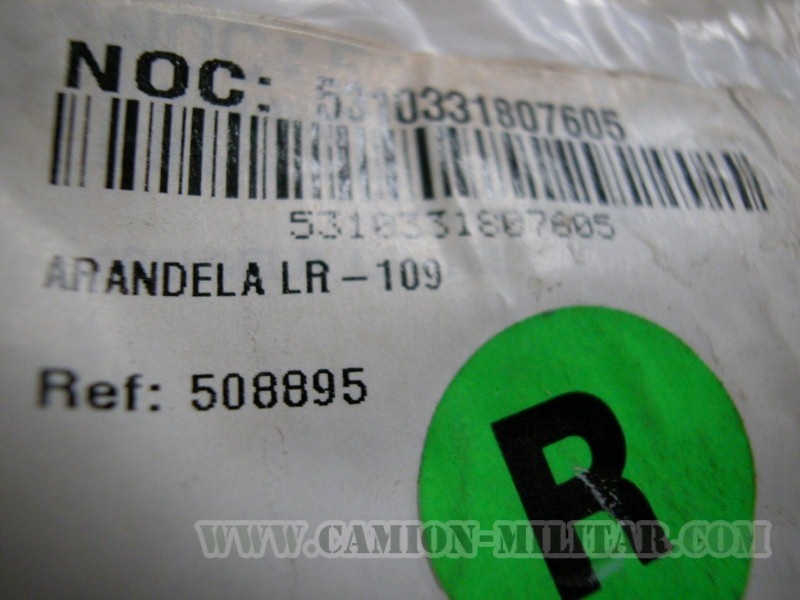 NOC: 5310331807605
5310331807605
ARANDELA LR-109
Ref: 508895
R
WWW.CAMION-MILITAR.COM